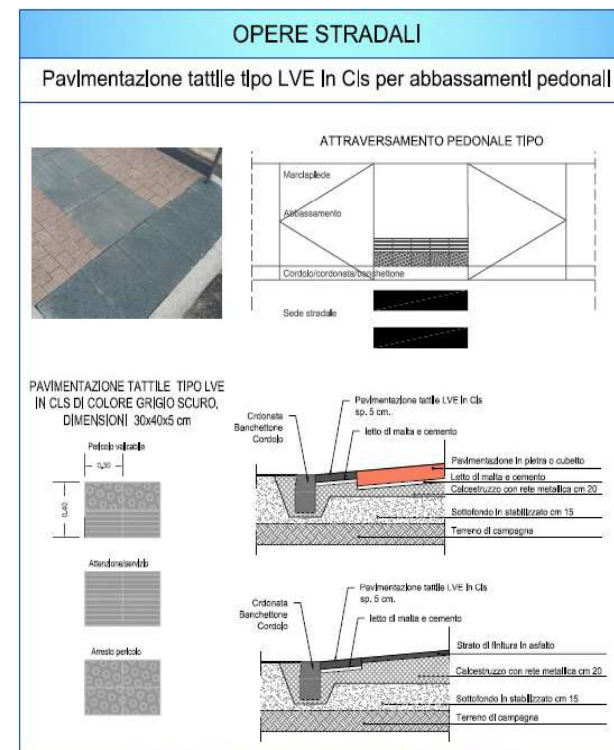 OPERE STRADALI
Pavimentazione tattile tipo LVE in Cls per abbassamenti pedonali
ATTRAVERSAMENTO PEDONALE TIPO
Marciapiede
Abbassamento
Cordolo/cordonata/banchettone
Sede stradale
PAVIMENTAZIONE TATTILE TIPO LVE
IN CLS DI COLORE GRIGIO SCURO,
DIMENSIONI 30x40x5 cm
Pericolo valicabile
0,30
0,40
Attenzione/servizio
Arresto pericolo
Pavimentazione tattile LVE in Cls
sp. 5 cm.
Crdonata
Banchettone
Cordolo
letto di malta e cemento
Pavimentazione in pietra o cubetto
Letto di malta e cemento
Calcestruzzo con rete metallica cm 20
Sottofondo in stabilizzato cm 15
Terreno di campagna
Pavimentazione tattile LVE in Cls
sp. 5 cm.
Crdonata
Banchettone
Cordolo
letto di malta e cemento
Strato di finitura in asfalto
Calcestruzzo con rete metallica cm 20
Sottofondo in stabilizzato cm 15
Terreno di campagna